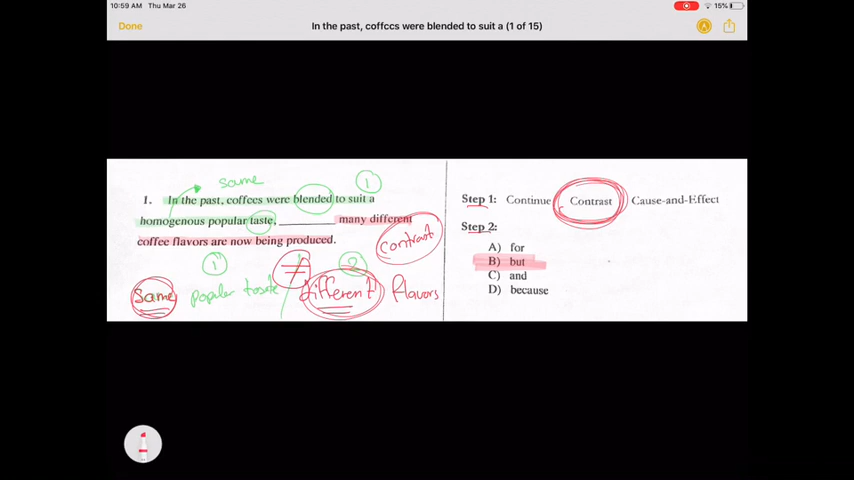 10:59 AM Thu Mar 26
15%
Done
In the past, coffccs were blended to suit a (1 of 15)
same
1
1. In the past, coffees were blended to suit a
homogenous popular taste, ________ many different
coffee flavors are now being produced.
contrast
1
≠
2
Same popular taste different flavors
Step 1: Continue Contrast Cause-and-Effect
Step 2:
A) for
B) but
C) and
D) because